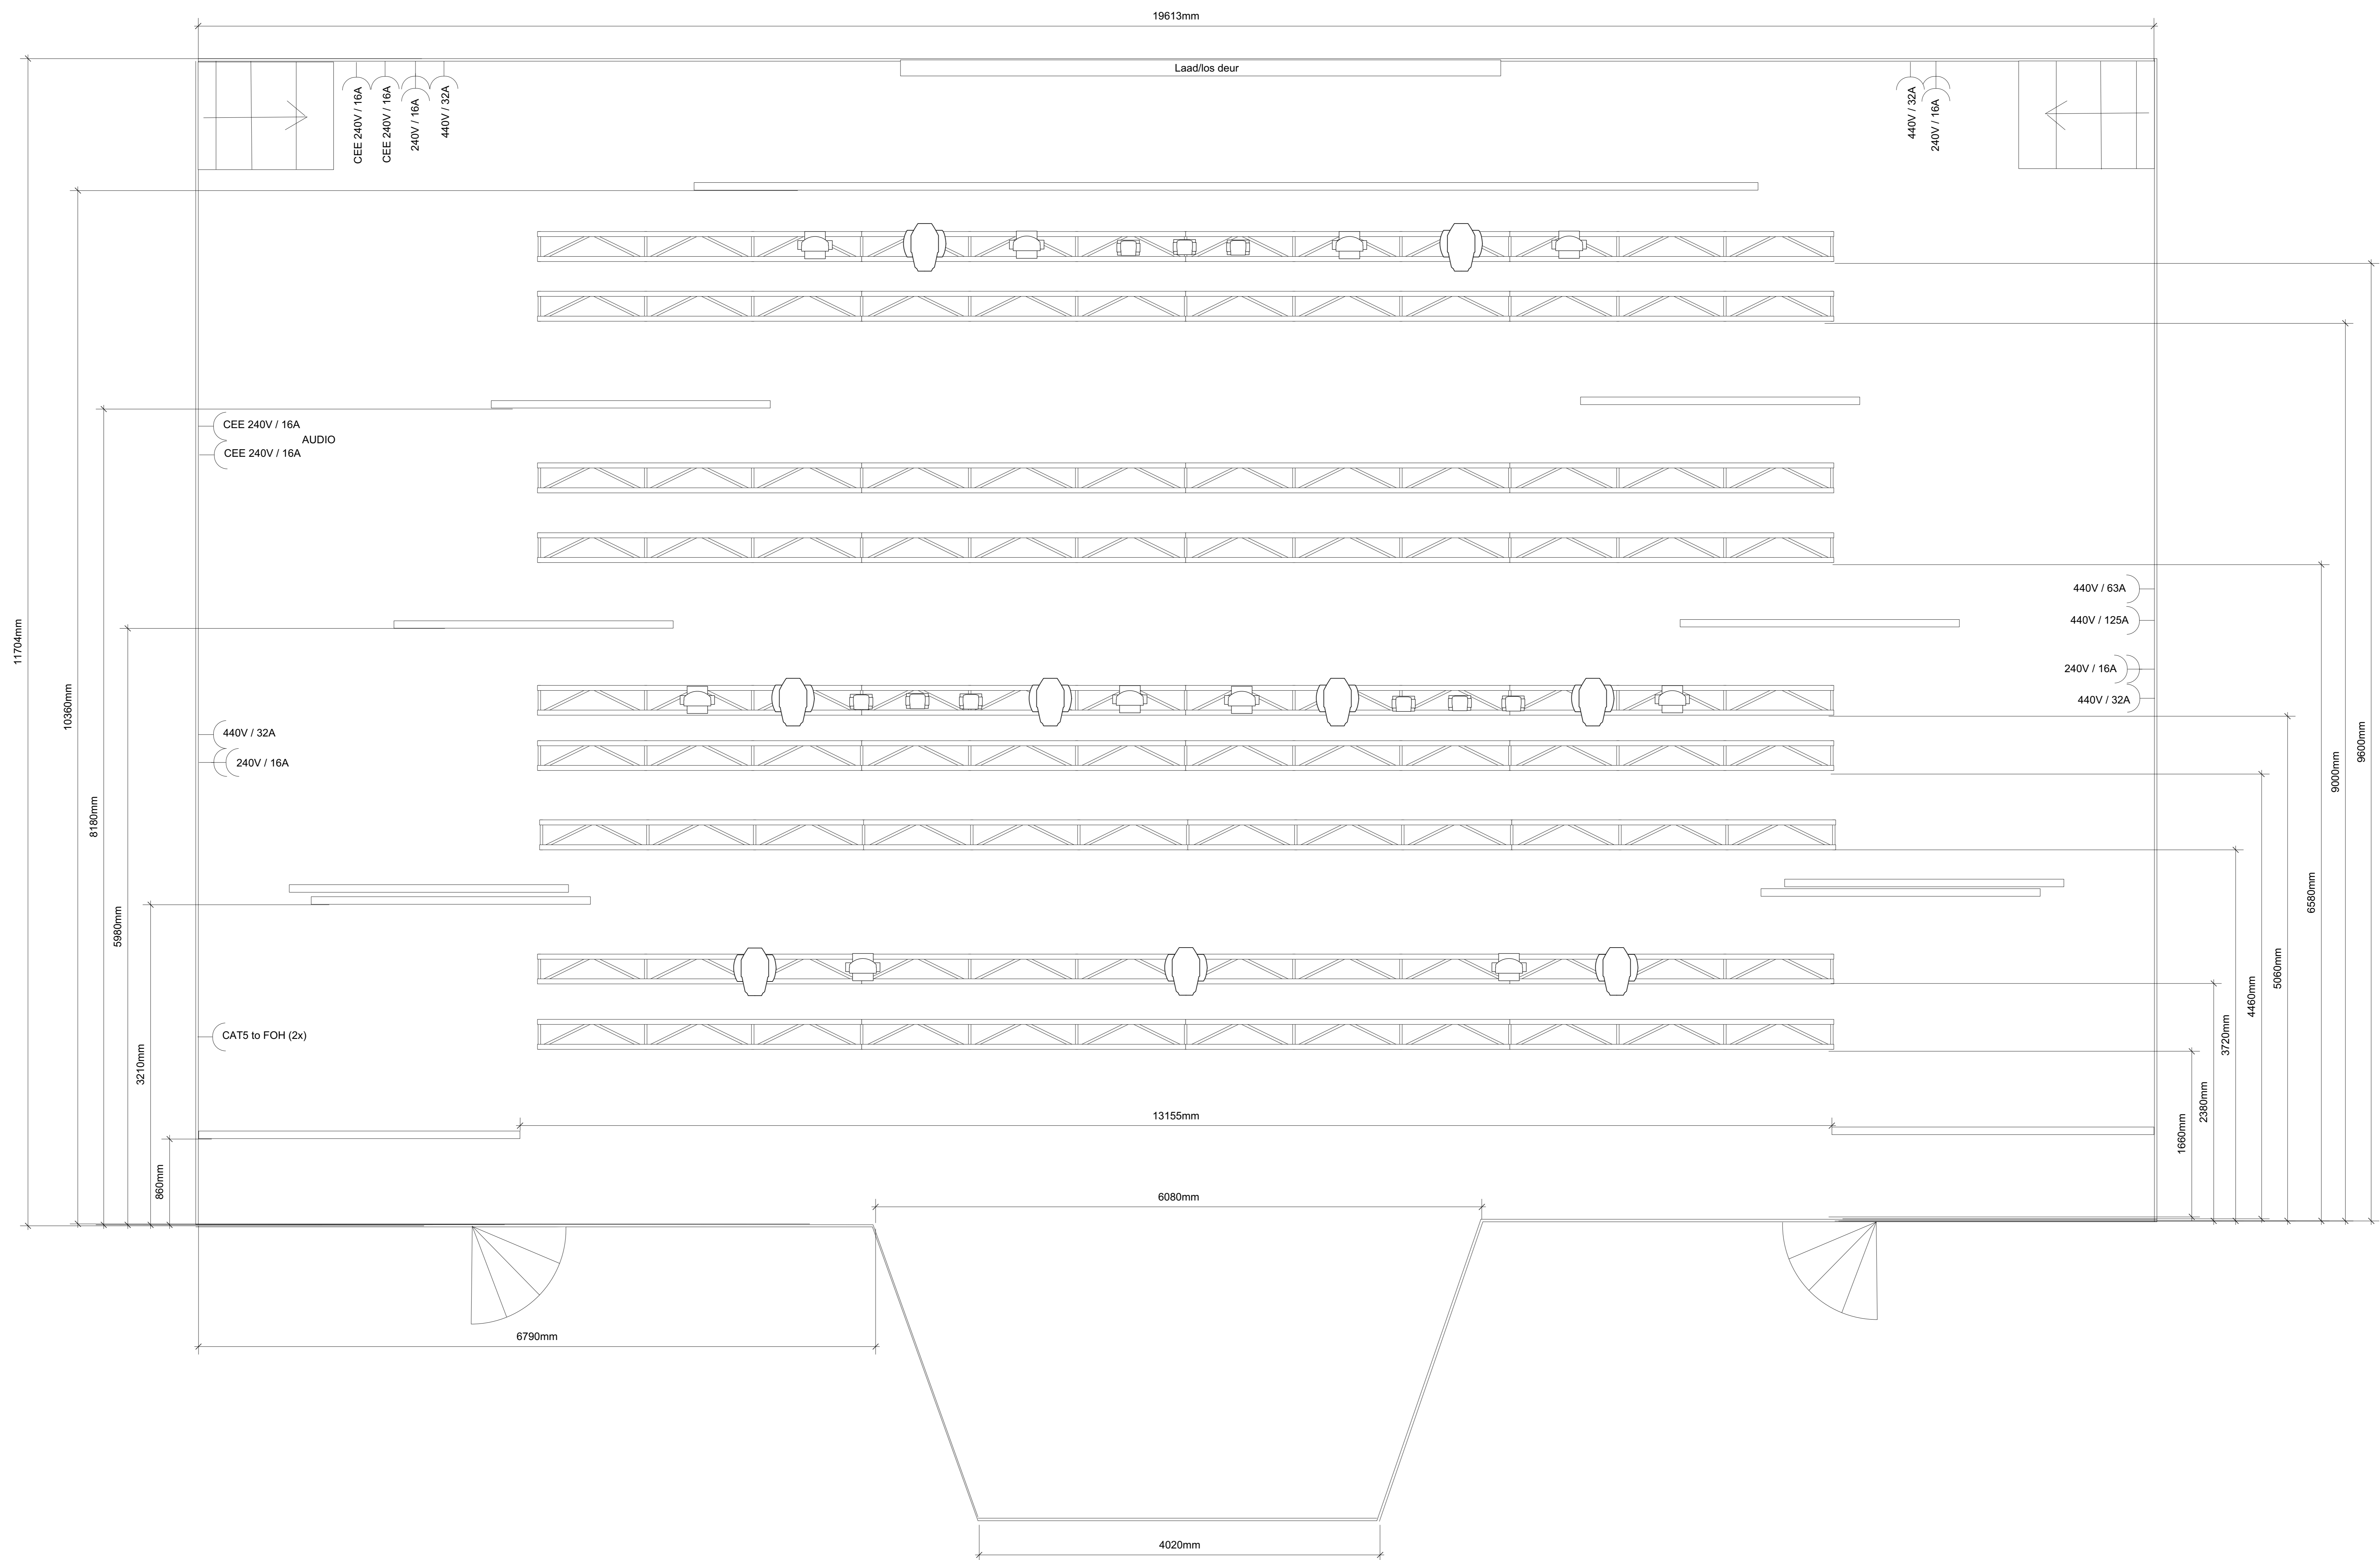 19613mm
Laad/los deur
CEE 240V / 16A
CEE 240V / 16A
240V / 16A
440V / 32A
440V / 32A
240V / 16A
CEE 240V / 16A
AUDIO
CEE 240V / 16A
440V / 63A
440V / 125A
240V / 16A
440V / 32A
440V / 32A
240V / 16A
CAT5 to FOH (2x)
11704mm
10360mm
8180mm
5980mm
3210mm
860mm
13155mm
6080mm
6790mm
4020mm
1660mm
2380mm
3720mm
4460mm
5060mm
6580mm
9000mm
9600mm